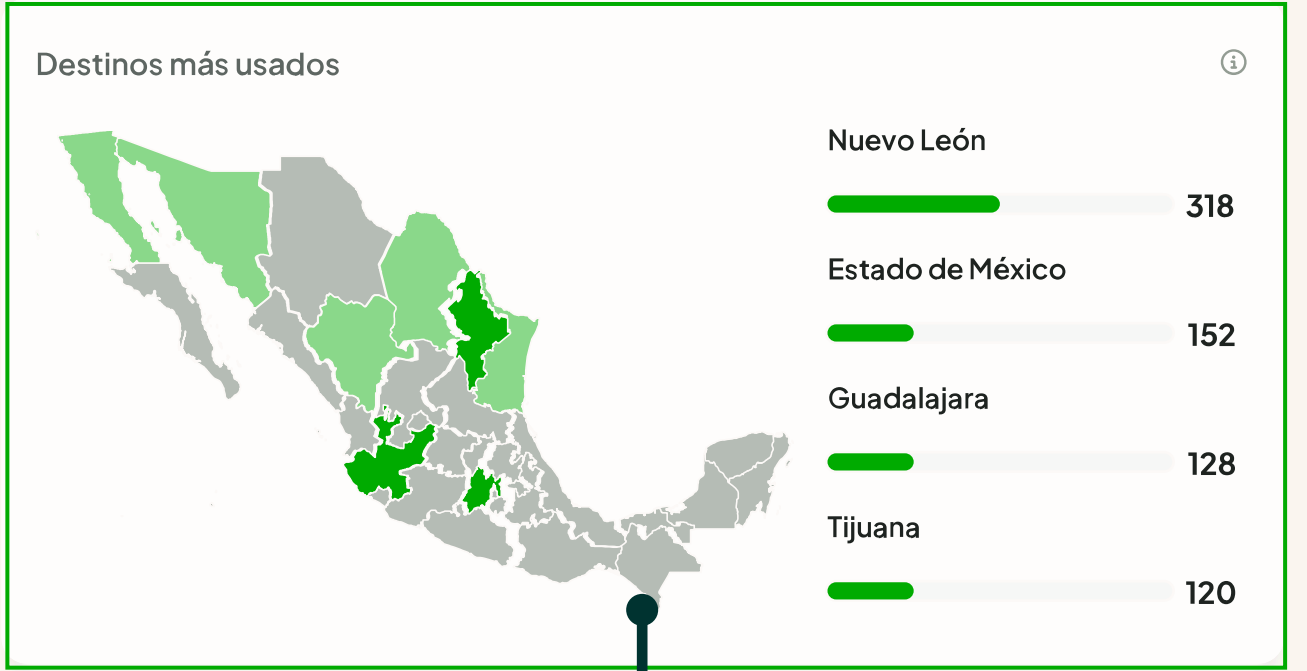 Destinos más usados
Nuevo León
318
Estado de México
152
Guadalajara
128
Tijuana
120